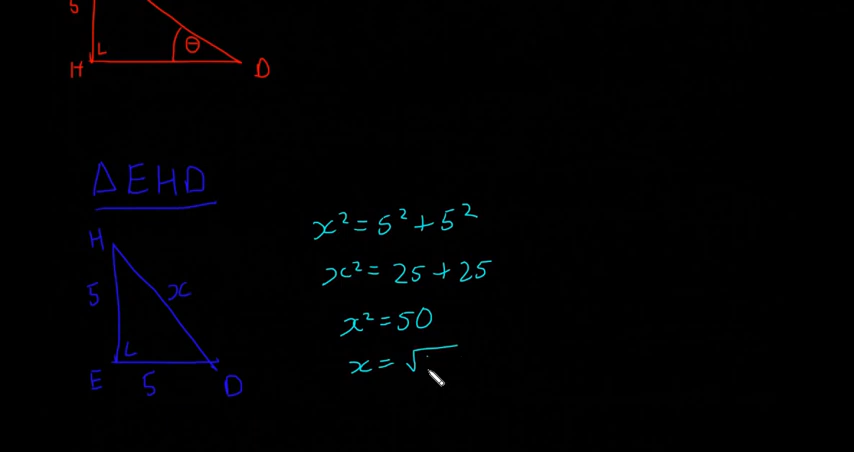 5
θ
H
D
ΔEHD
H
5
x
E
5
D
x² = 5² + 5²
x² = 25 + 25
x² = 50
x = √